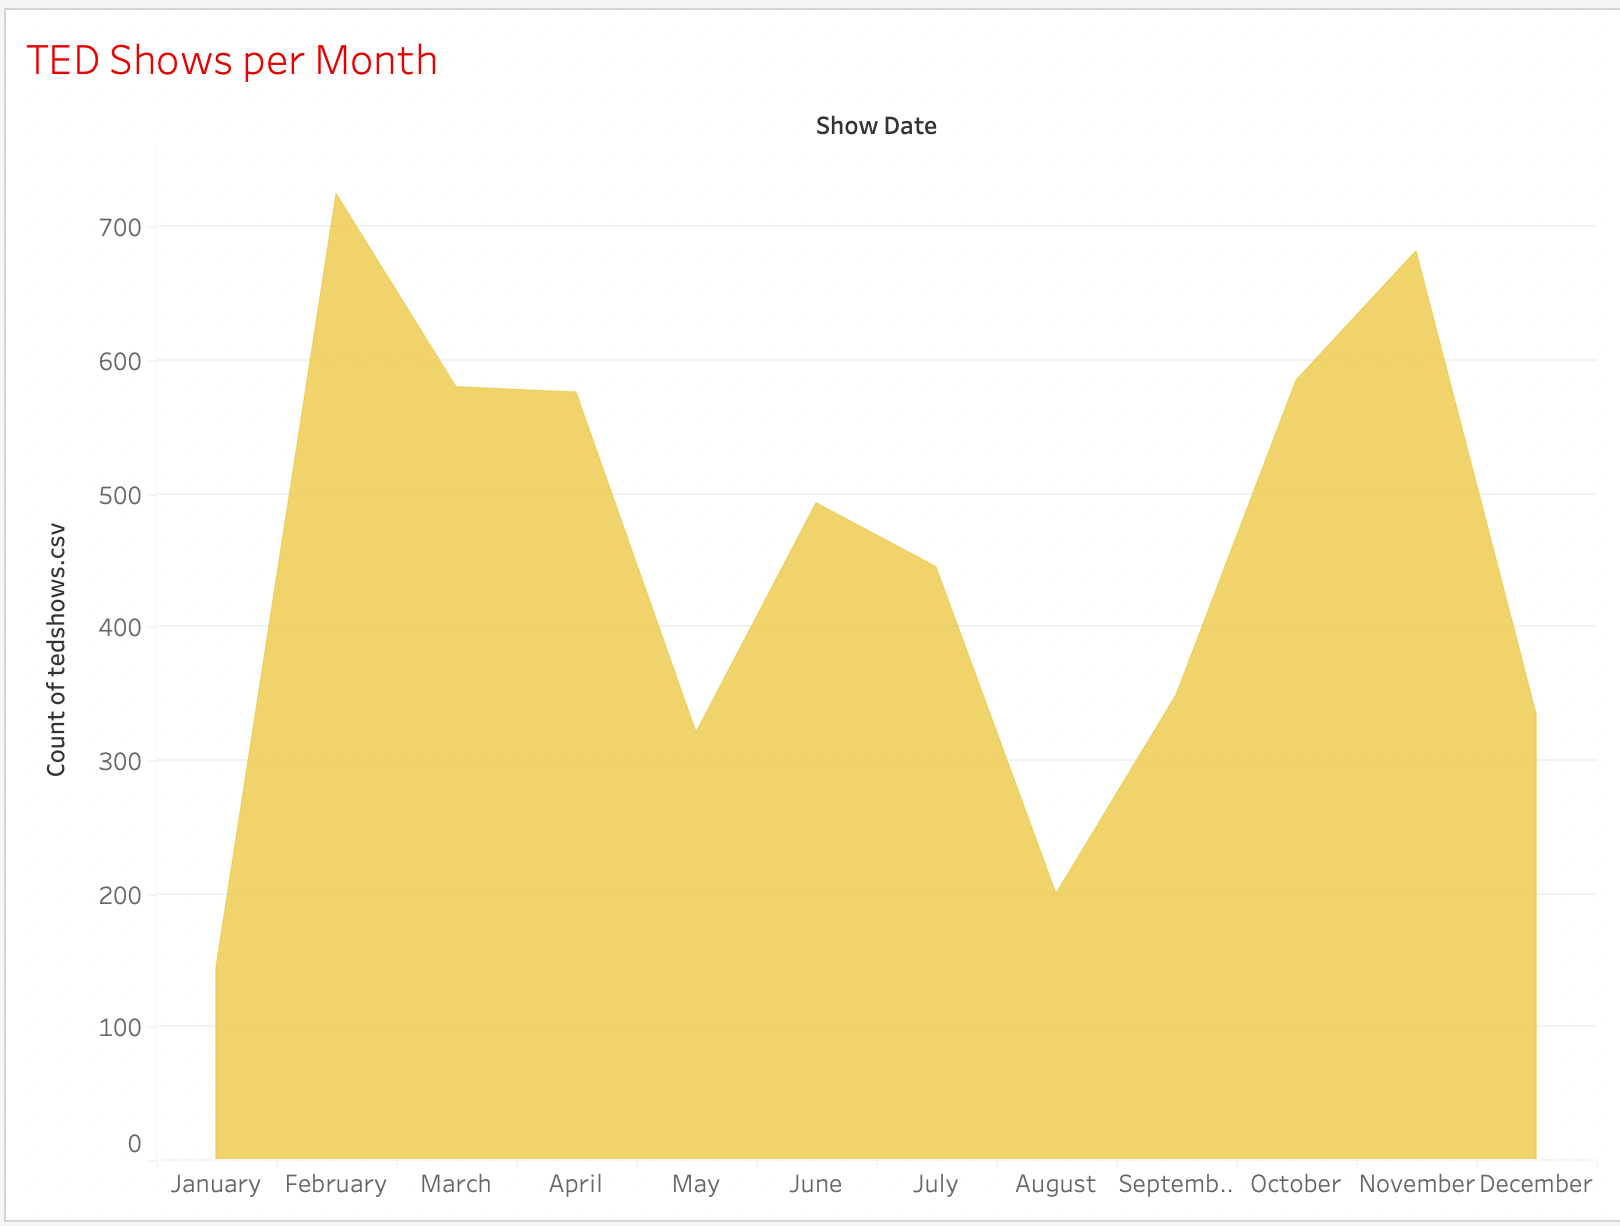 TED Shows per Month
Show Date
Count of tedshows.csv
700
600
500
400
300
200
100
0
January February March April May June July August Septemb.. October November December